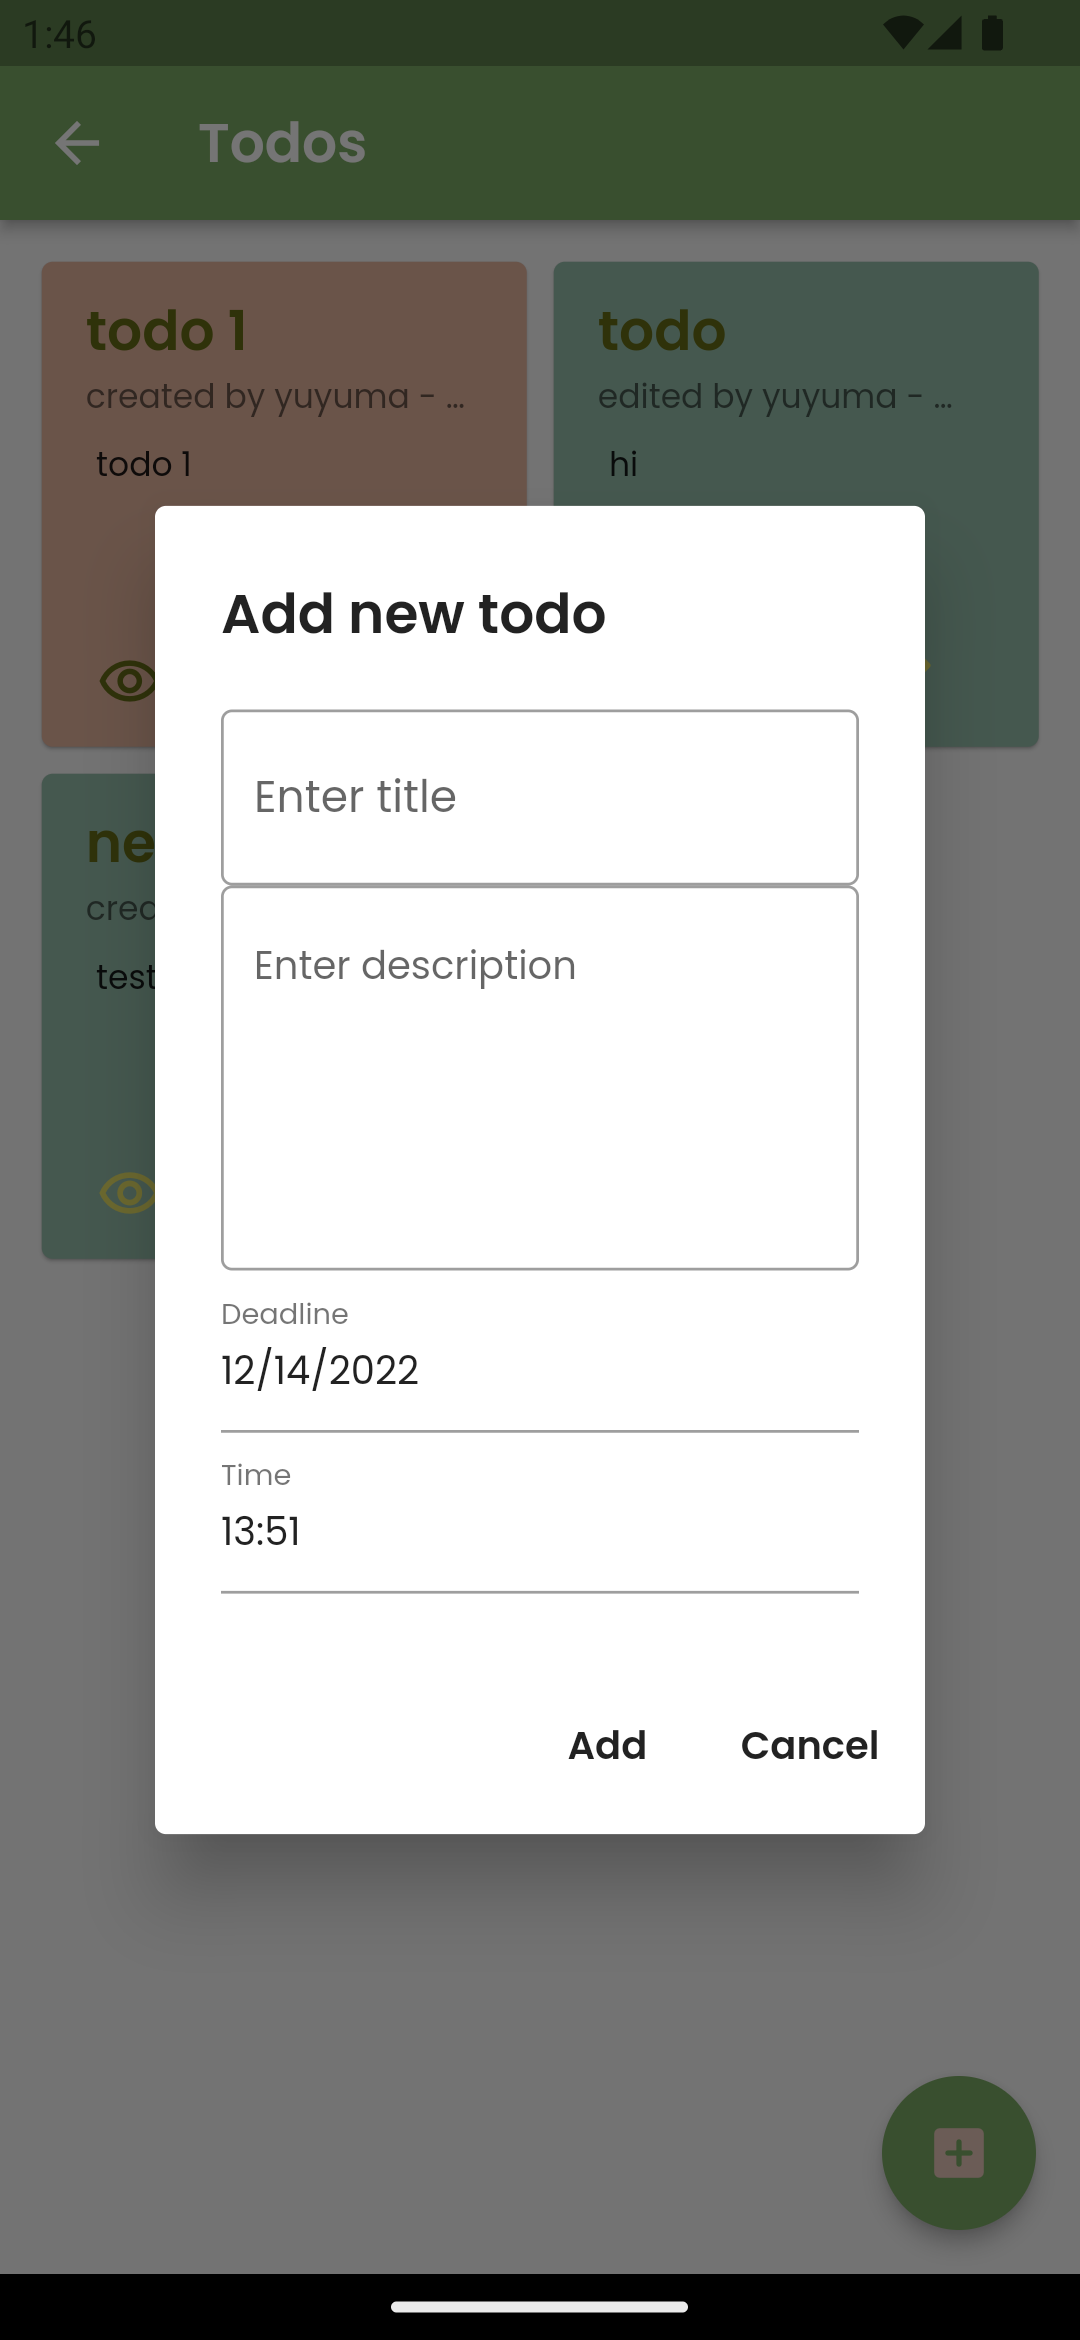 1:46
Todos
todo 1
created by yuyuma - ...
todo 1
todo
edited by yuyuma - ...
hi
ne
crea
test
Add new todo
Enter title
Enter description
Deadline
12/14/2022
Time
13:51
Add
Cancel